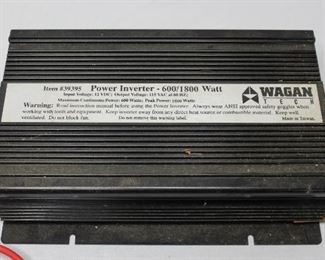 Item #39395 Power Inverter - 600/1800 Watt
Input Voltage: 12 VDC; Output Voltage: 115 VAC at 60 HZ;
Maximum Continuous Power: 600 Watts; Peak Power: 1800 Watts
WAGAN
TECH
Warning: Read instruction manual before using the Power Inverter. Always wear ANSI approved safety goggles when
working with tools and equipment. Keep inverter away from any direct heat source or combustible material. Keep well
ventilated. Do not block fan. Do not remove this warning label. Made in Taiwan.